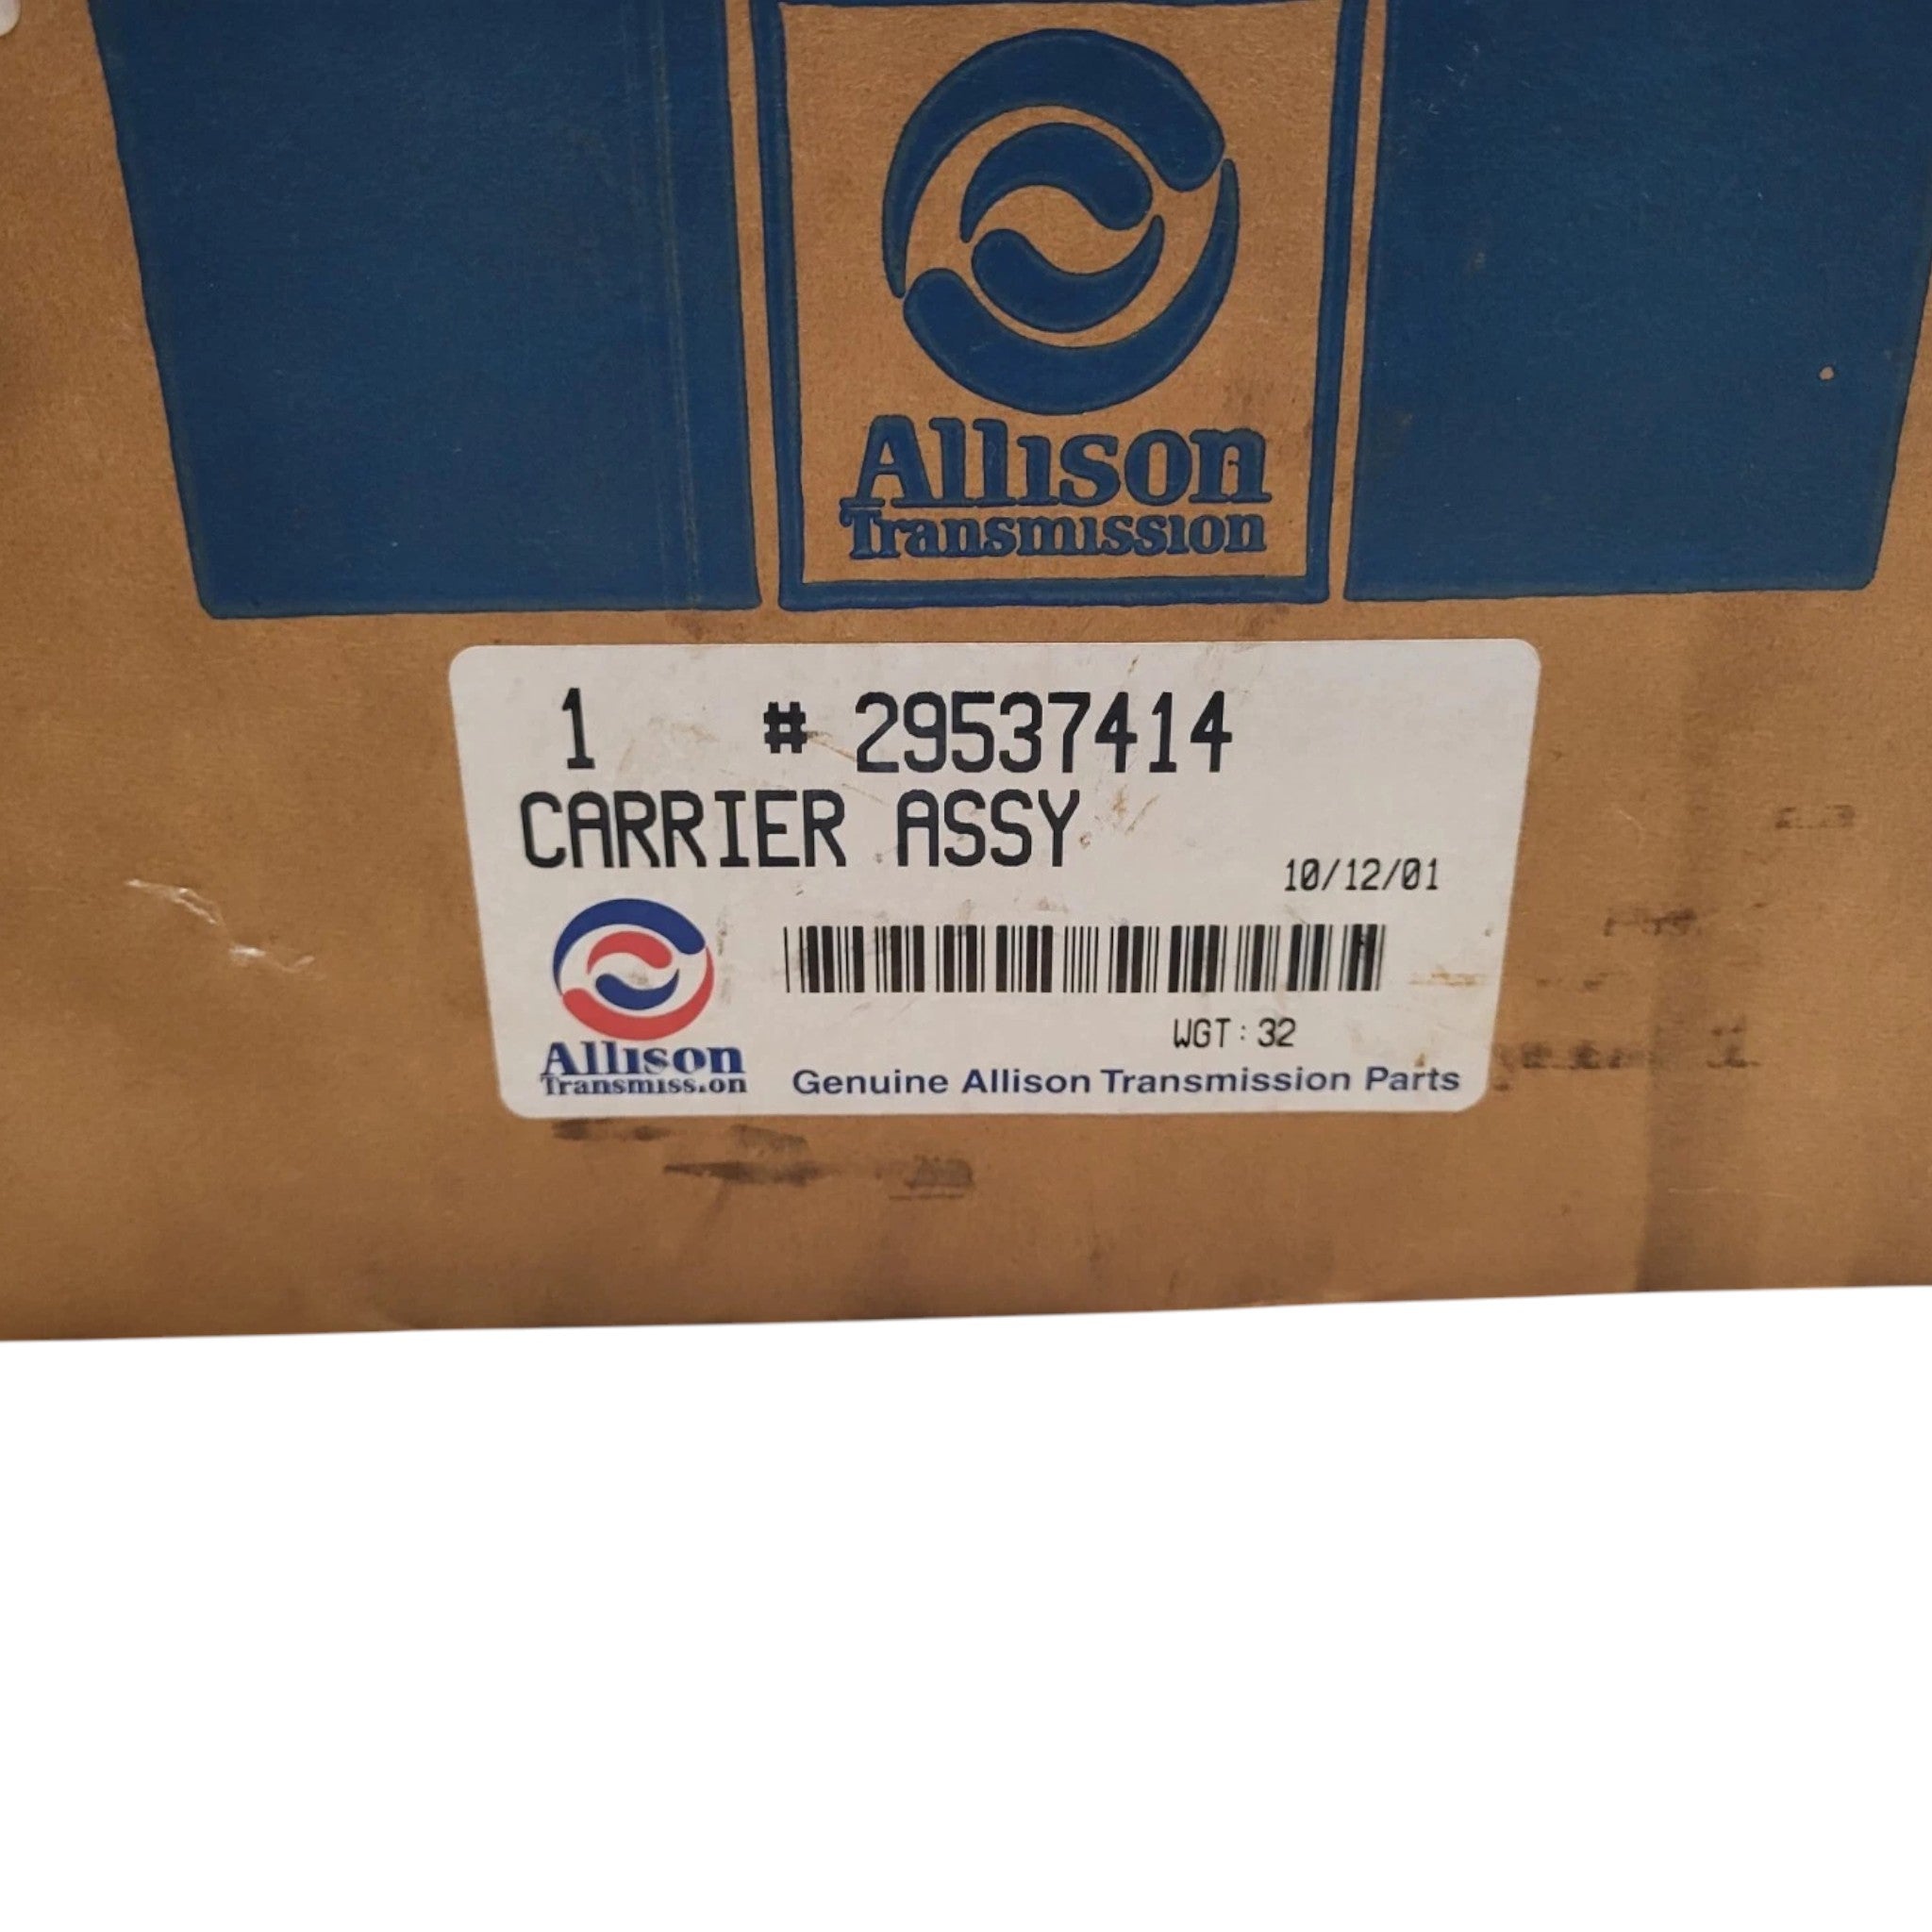 Allison
Transmission
1 # 29537414
CARRIER ASSY
10/12/01
WGT: 32
Allison
Transmission
Genuine Allison Transmission Parts